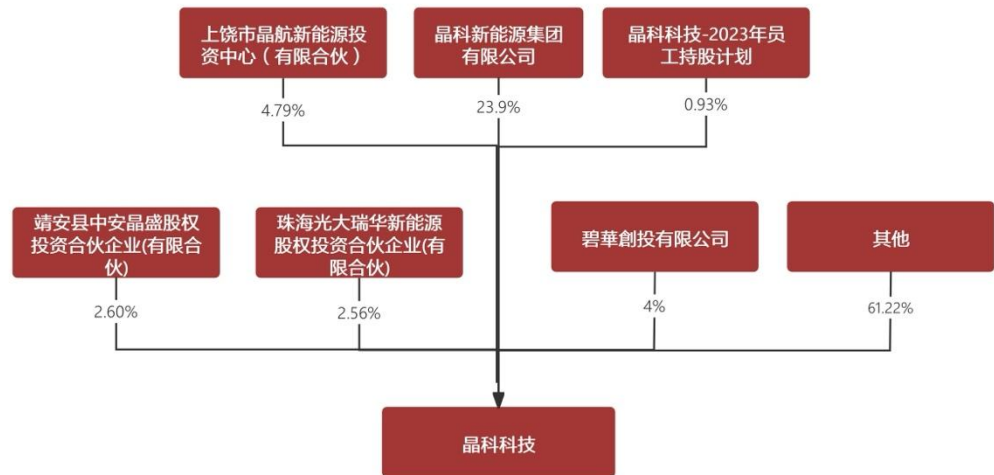 上饶市晶航新能源投
资中心（有限合伙）
晶科新能源集团
有限公司
晶科科技-2023年员
工持股计划
4.79%
23.9%
0.93%
靖安县中安晶盛股权
投资合伙企业(有限合
伙)
珠海光大瑞华新能源
股权投资合伙企业(有
限合伙)
碧華創投有限公司
其他
2.60%
2.56%
4%
61.22%
晶科科技